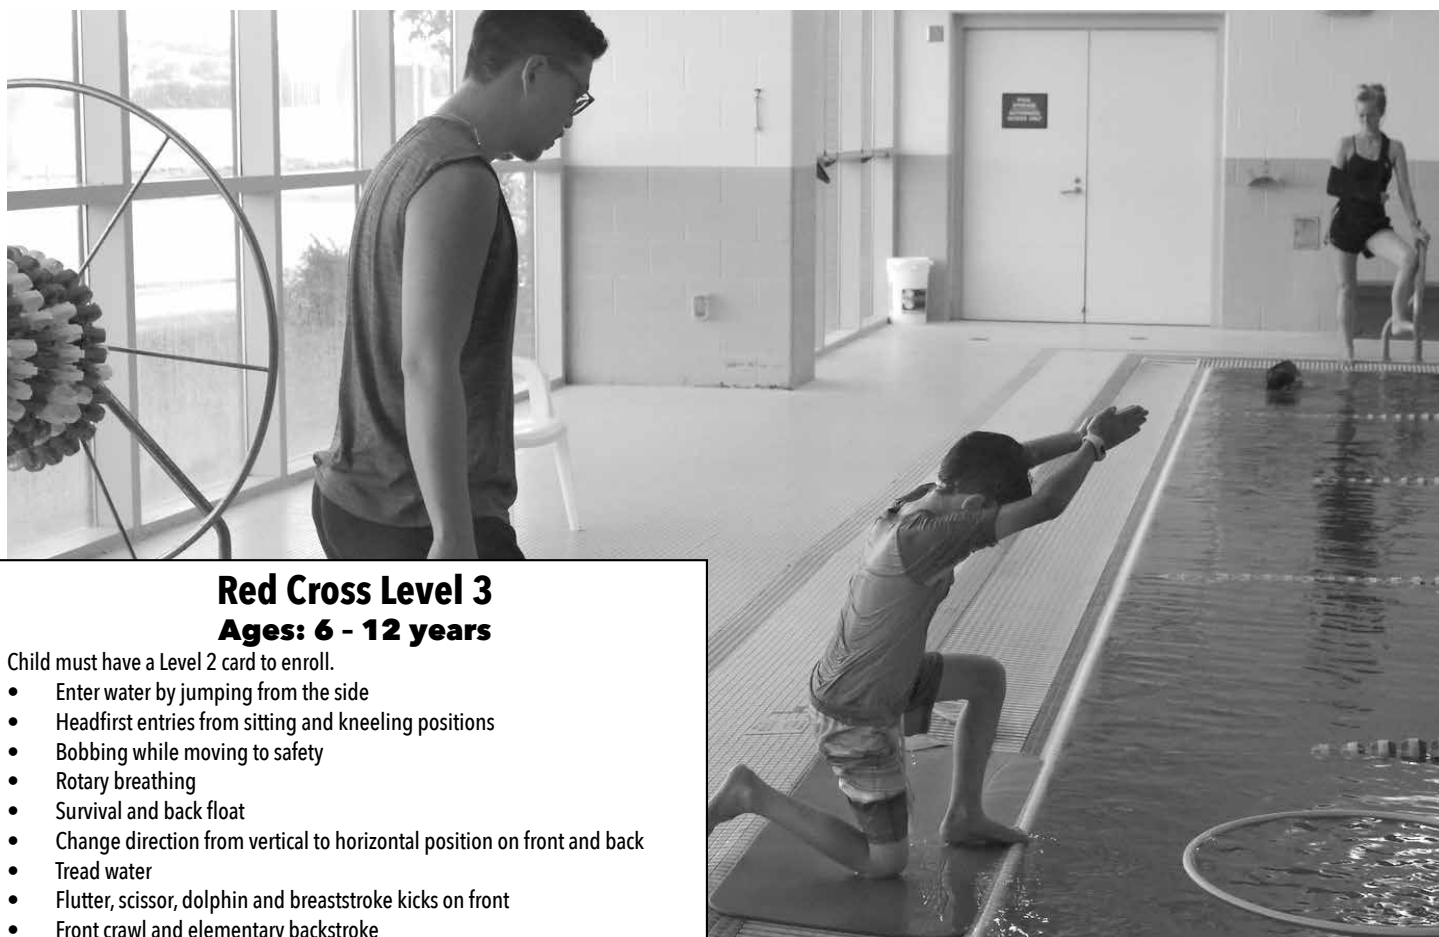 Red Cross Level 3
Ages: 6 – 12 years
Child must have a Level 2 card to enroll.
• Enter water by jumping from the side
• Headfirst entries from sitting and kneeling positions
• Bobbing while moving to safety
• Rotary breathing
• Survival and back float
• Change direction from vertical to horizontal position on front and back
• Tread water
• Flutter, scissor, dolphin and breaststroke kicks on front
• Front crawl and elementary backstroke